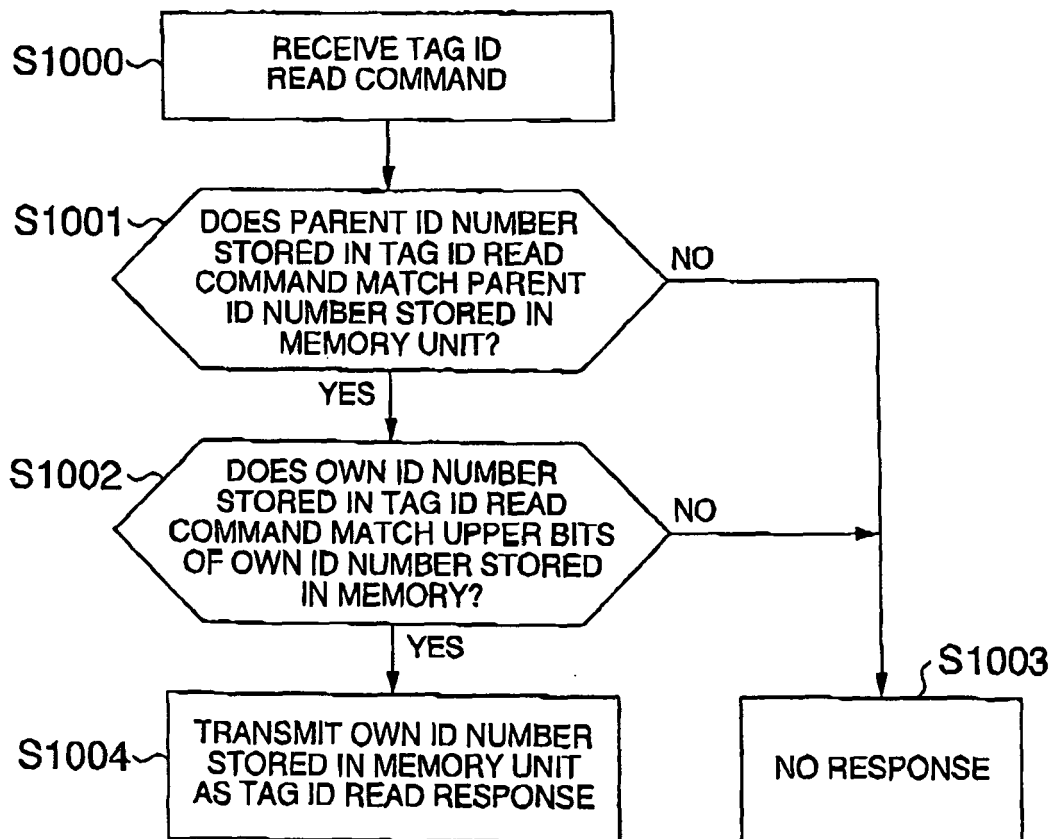 S1000
RECEIVE TAG ID
READ COMMAND
S1001
DOES PARENT ID NUMBER
STORED IN TAG ID READ
COMMAND MATCH PARENT
ID NUMBER STORED IN
MEMORY UNIT?
NO
YES
S1002
DOES OWN ID NUMBER
STORED IN TAG ID READ
COMMAND MATCH UPPER BITS
OF OWN ID NUMBER STORED
IN MEMORY?
NO
YES
S1003
NO RESPONSE
S1004
TRANSMIT OWN ID NUMBER
STORED IN MEMORY UNIT
AS TAG ID READ RESPONSE